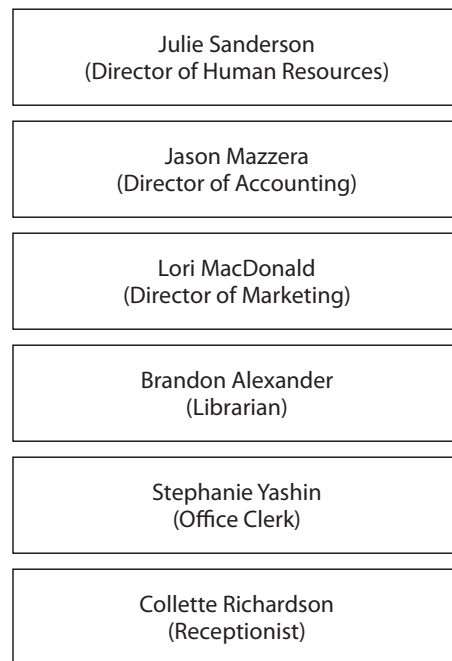 Julie Sanderson
(Director of Human Resources)
Jason Mazzera
(Director of Accounting)
Lori MacDonald
(Director of Marketing)
Brandon Alexander
(Librarian)
Stephanie Yashin
(Office Clerk)
Collette Richardson
(Receptionist)